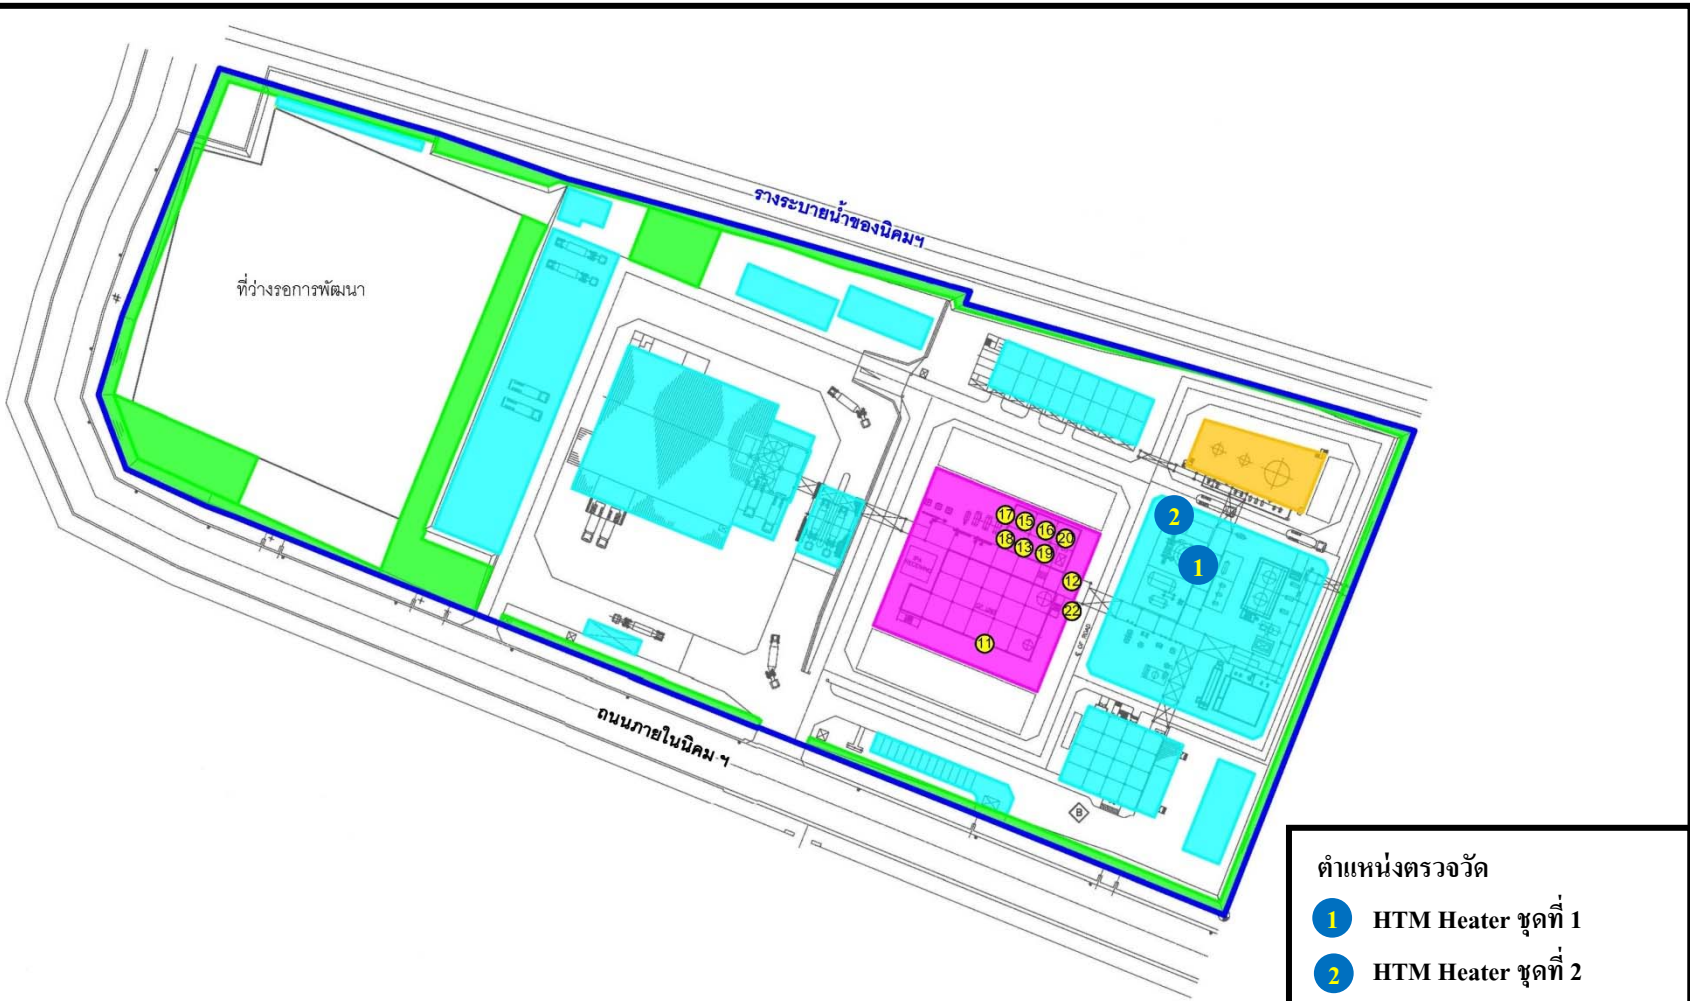 รางระบายน้ำของนิคมฯ
ที่ว่างรอการพัฒนา
17
15
16
20
18
13
19
12
22
11
2
1
℄ OF ROAD
ถนนภายในนิคม ฯ
B
ตำแหน่งตรวจวัด
1 HTM Heater ชุดที่ 1
2 HTM Heater ชุดที่ 2